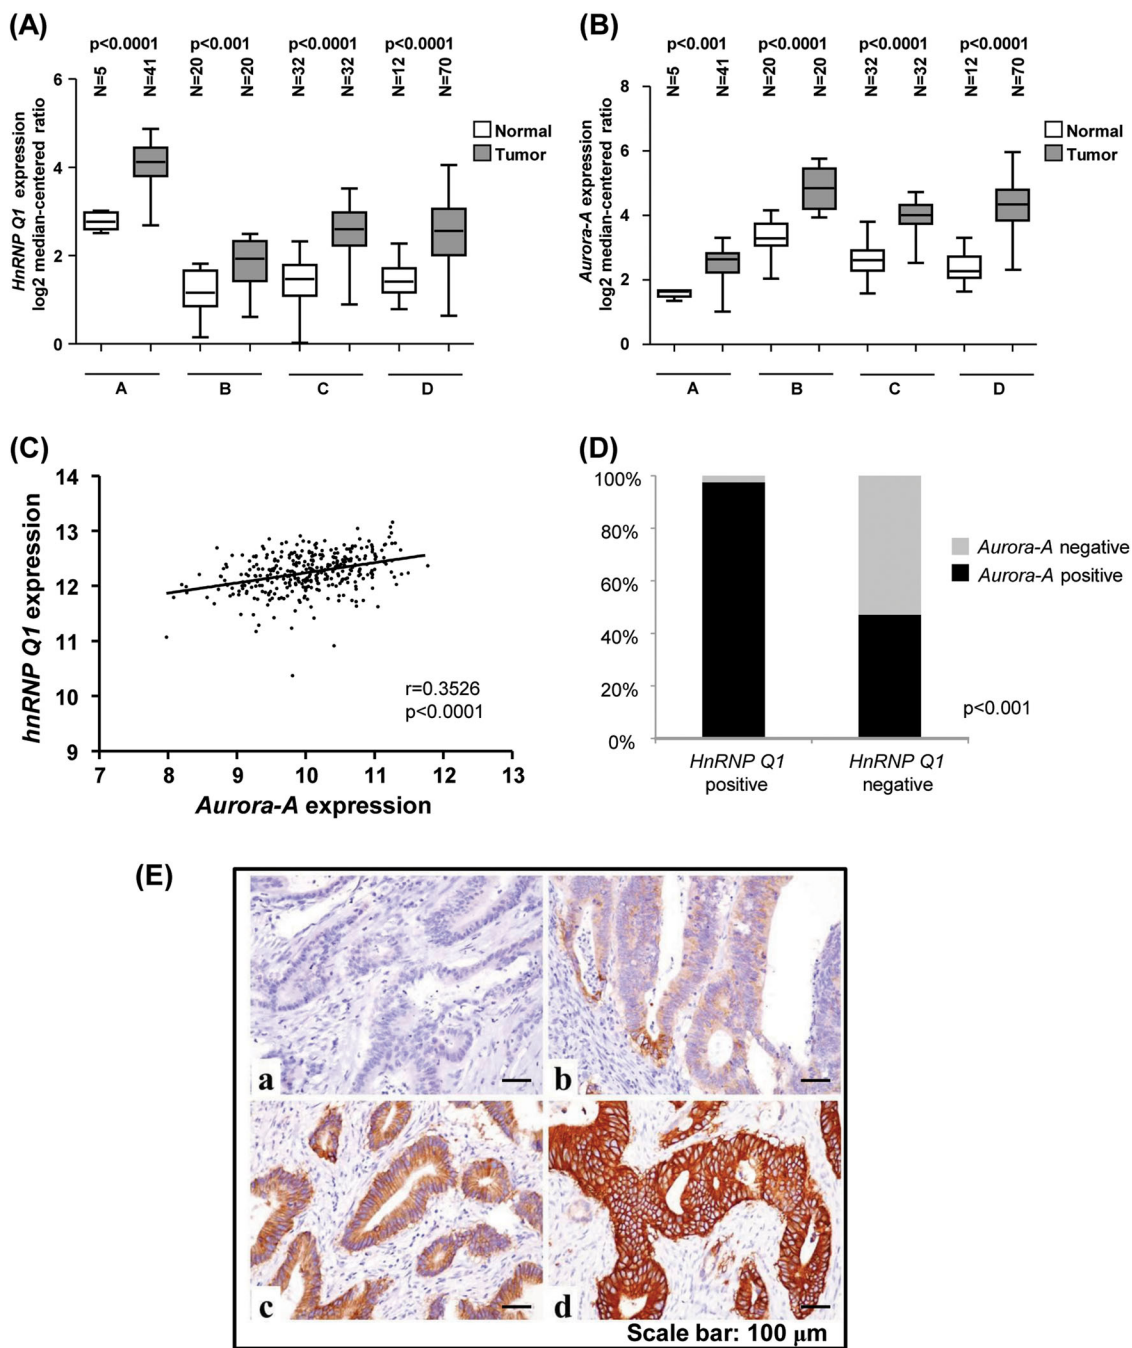 (A)
p<0.0001 p<0.001 p<0.0001 p<0.0001
N=5 N=41 N=20 N=20 N=32 N=32 N=12 N=70
HnRNP Q1 expression
log2 median-centered ratio
6
4
2
0
Normal
Tumor
A B C D
(B)
p<0.001 p<0.0001 p<0.0001 p<0.0001
N=5 N=41 N=20 N=20 N=32 N=32 N=12 N=70
Aurora-A expression
log2 median-centered ratio
8
6
4
2
0
Normal
Tumor
A B C D
(C)
hnRNP Q1 expression
14
13
12
11
10
9
r=0.3526
p<0.0001
7 8 9 10 11 12 13
Aurora-A expression
(D)
100%
80%
60%
40%
20%
0%
Aurora-A negative
Aurora-A positive
p<0.001
HnRNP Q1
positive
HnRNP Q1
negative
(E)
a
b
c
d
Scale bar: 100 μm